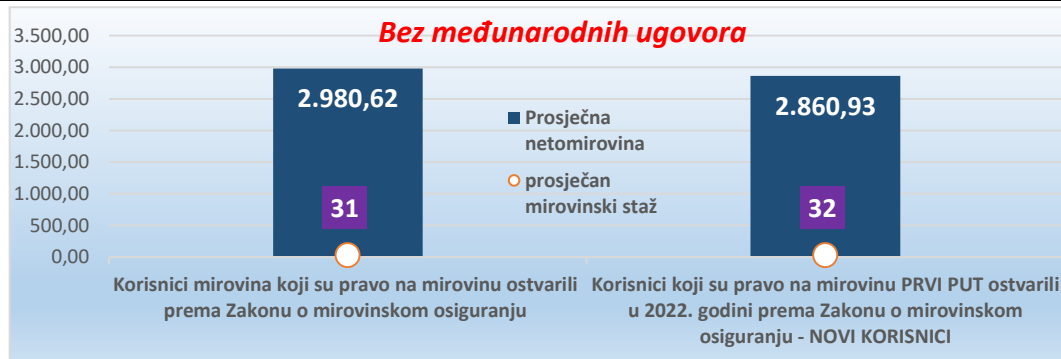 Bez međunarodnih ugovora
3.500,00
3.000,00
2.500,00
2.000,00
1.500,00
1.000,00
500,00
0,00
2.980,62
2.860,93
31
32
Prosječna
netomirovina
prosječan
mirovinski staž
Korisnici mirovina koji su pravo na mirovinu ostvarili
prema Zakonu o mirovinskom osiguranju
Korisnici koji su pravo na mirovinu PRVI PUT ostvarili
u 2022. godini prema Zakonu o mirovinskom
osiguranju - NOVI KORISNICI